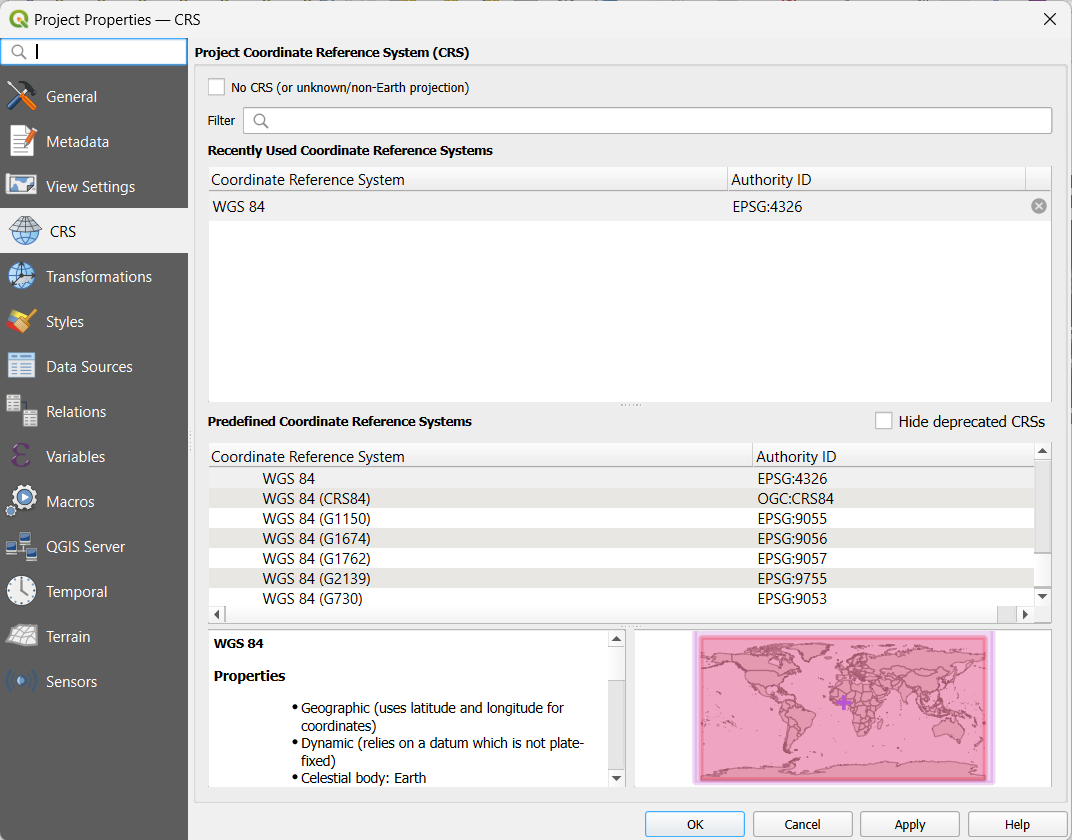 Project Properties — CRS
General
Metadata
View Settings
CRS
Transformations
Styles
Data Sources
Relations
Variables
Macros
QGIS Server
Temporal
Terrain
Sensors
Project Coordinate Reference System (CRS)
No CRS (or unknown/non-Earth projection)
Filter
Recently Used Coordinate Reference Systems
Coordinate Reference System Authority ID
WGS 84 EPSG:4326
Predefined Coordinate Reference Systems Hide deprecated CRSs
Coordinate Reference System Authority ID
WGS 84 EPSG:4326
WGS 84 (CRS84) OGC:CRS84
WGS 84 (G1150) EPSG:9055
WGS 84 (G1674) EPSG:9056
WGS 84 (G1762) EPSG:9057
WGS 84 (G2139) EPSG:9755
WGS 84 (G730) EPSG:9053
WGS 84
Properties
• Geographic (uses latitude and longitude for
coordinates)
• Dynamic (relies on a datum which is not plate-
fixed)
• Celestial body: Earth
OK Cancel Apply Help